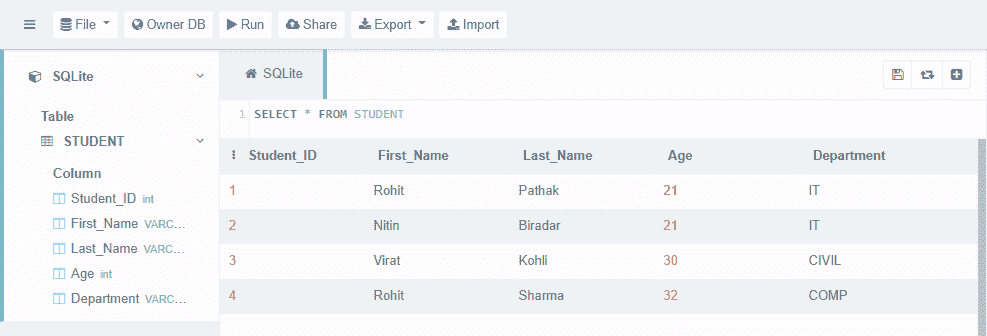 File Owner DB Run Share Export Import
SQLite
SQLite
1 SELECT * FROM STUDENT
Table
STUDENT
Column
Student_ID int
First_Name VARC...
Last_Name VARC...
Age int
Department VARC...
Student_ID First_Name Last_Name Age Department
1 Rohit Pathak 21 IT
2 Nitin Biradar 21 IT
3 Virat Kohli 30 CIVIL
4 Rohit Sharma 32 COMP